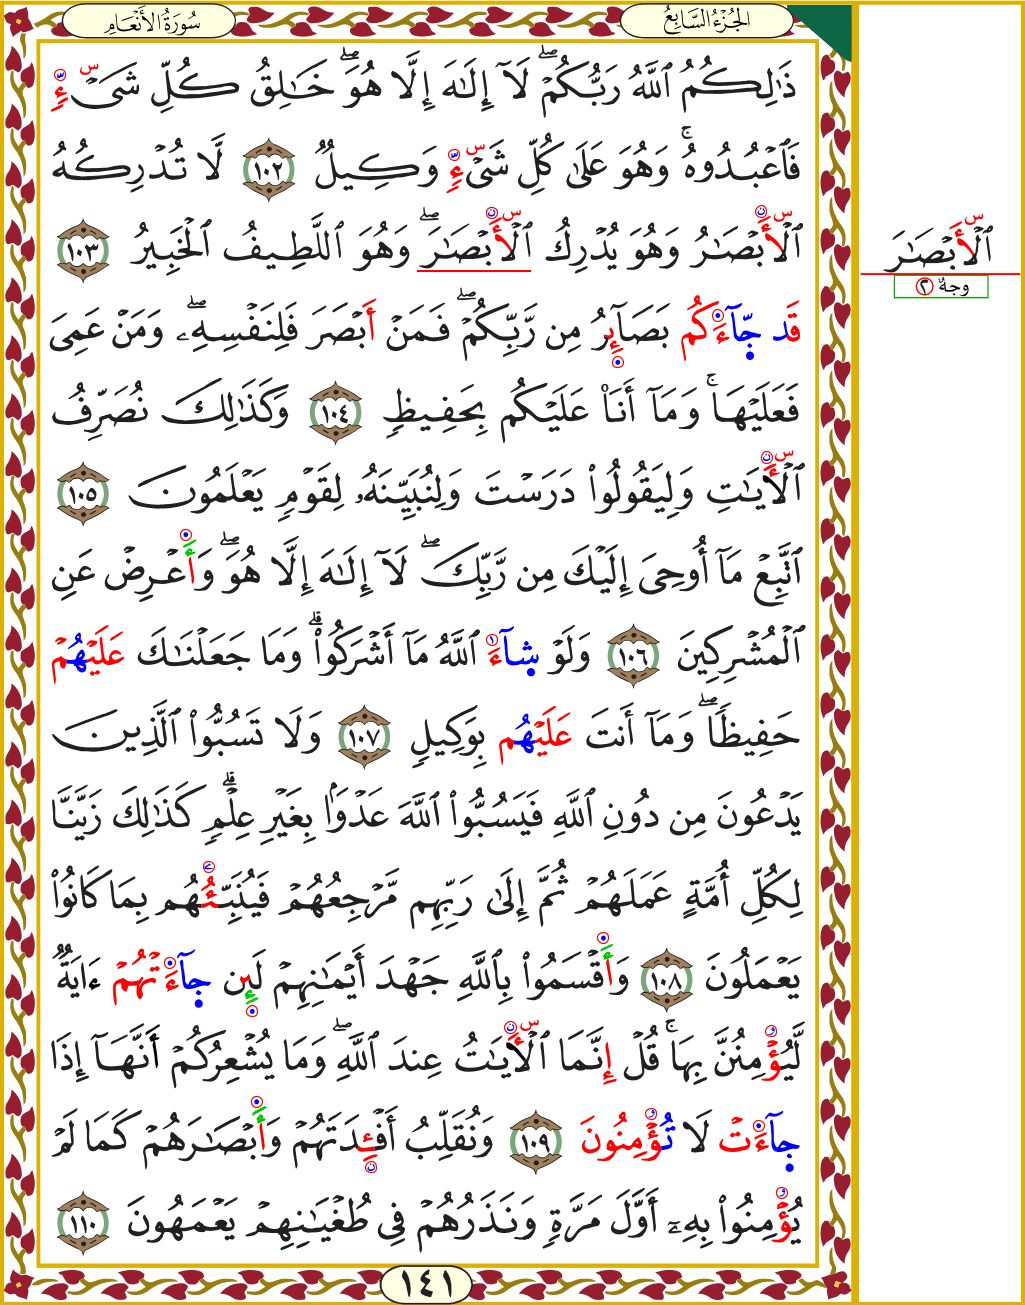 سُورَةُ الأَنْعَامِ
الجُزْءُ السَّابِعُ
ذَٰلِكُمُ ٱللَّهُ رَبُّكُمْۖ لَآ إِلَٰهَ إِلَّا هُوَۖ خَٰلِقُ كُلِّ شَىْءٍ
فَٱعْبُدُوهُۚ وَهُوَ عَلَىٰ كُلِّ شَىْءٍ وَكِيلٌ ١٠٢ لَّا تُدْرِكُهُ
ٱلْأَبْصَٰرُ وَهُوَ يُدْرِكُ ٱلْأَبْصَٰرَۖ وَهُوَ ٱللَّطِيفُ ٱلْخَبِيرُ ١٠٣
قَدْ جَآءَكُم بَصَآئِرُ مِن رَّبِّكُمْۖ فَمَنْ أَبْصَرَ فَلِنَفْسِهِۦۖ وَمَنْ عَمِىَ
فَعَلَيْهَاۚ وَمَآ أَنَا۠ عَلَيْكُم بِحَفِيظٍ ١٠٤ وَكَذَٰلِكَ نُصَرِّفُ
ٱلْأَيَٰتِ وَلِيَقُولُوا۟ دَرَسْتَ وَلِنُبَيِّنَهُۥ لِقَوْمٍ يَعْلَمُونَ ١٠٥
ٱتَّبِعْ مَآ أُوحِىَ إِلَيْكَ مِن رَّبِّكَۖ لَآ إِلَٰهَ إِلَّا هُوَۖ وَأَعْرِضْ عَنِ
ٱلْمُشْرِكِينَ ١٠٦ وَلَوْ شَآءَ ٱللَّهُ مَآ أَشْرَكُوا۟ۗ وَمَا جَعَلْنَٰكَ عَلَيْهُمْ
حَفِيظًاۖ وَمَآ أَنتَ عَلَيْهُم بِوَكِيلٍ ١٠٧ وَلَا تَسُبُّوا۟ ٱلَّذِينَ
يَدْعُونَ مِن دُونِ ٱللَّهِ فَيَسُبُّوا۟ ٱللَّهَ عَدْوًۢا بِغَيْرِ عِلْمٍۗ كَذَٰلِكَ زَيَّنَّا
لِكُلِّ أُمَّةٍ عَمَلَهُمْ ثُمَّ إِلَىٰ رَبِّهِم مَّرْجِعُهُمْ فَيُنَبِّئُهُم بِمَا كَانُوا۟
يَعْمَلُونَ ١٠٨ وَأَقْسَمُوا۟ بِٱللَّهِ جَهْدَ أَيْمَٰنِهِمْ لَئِن جَآءَتْهُمْ ءَايَةٌ
لَّيُؤْمِنُنَّ بِهَاۚ قُلْ إِنَّمَا ٱلْأَيَٰتُ عِندَ ٱللَّهِۖ وَمَا يُشْعِرُكُمْ أَنَّهَآ إِذَا
جَآءَتْ لَا تُؤْمِنُونَ ١٠٩ وَنُقَلِّبُ أَفْـِٔدَتَهُمْ وَأَبْصَٰرَهُمْ كَمَا لَمْ
يُؤْمِنُوا۟ بِهِۦٓ أَوَّلَ مَرَّةٍ وَنَذَرُهُمْ فِى طُغْيَٰنِهِمْ يَعْمَهُونَ ١١٠
١٤١
ٱلْأَبْصَٰرَ
وجهٌ ٢